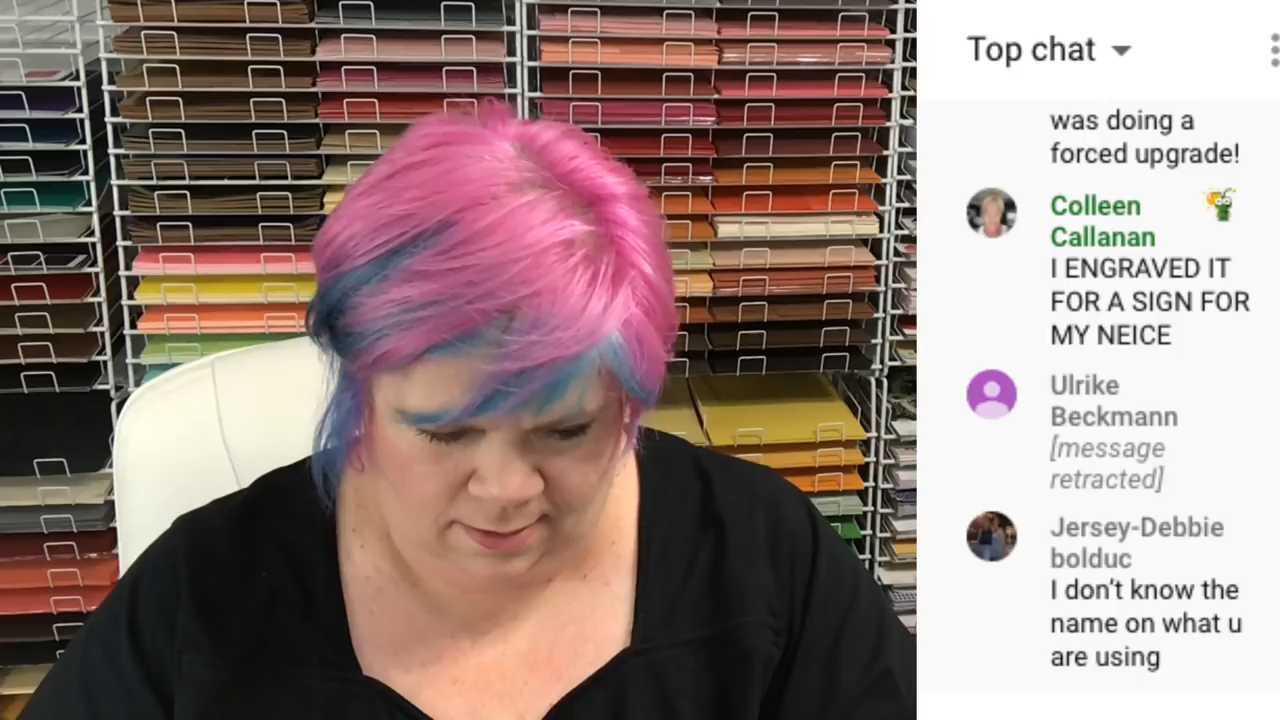 Top chat
was doing a
forced upgrade!
Colleen
Callanan
I ENGRAVED IT
FOR A SIGN FOR
MY NEICE
Ulrike
Beckmann
[message
retracted]
Jersey-Debbie
bolduc
I don’t know the
name on what u
are using